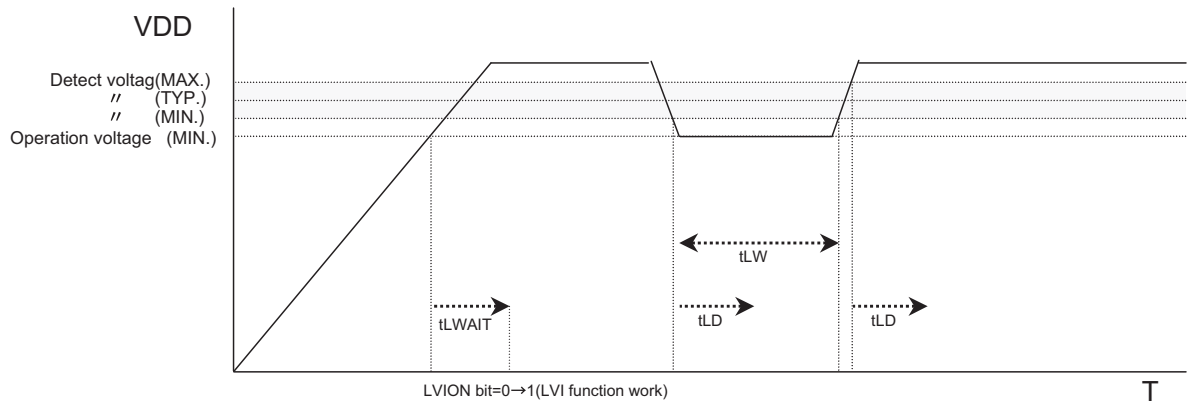 VDD
Detect voltag(MAX.)
〃 (TYP.)
〃 (MIN.)
Operation voltage (MIN.)
tLW
tLWAIT
tLD
tLD
LVION bit=0→1(LVI function work)
T